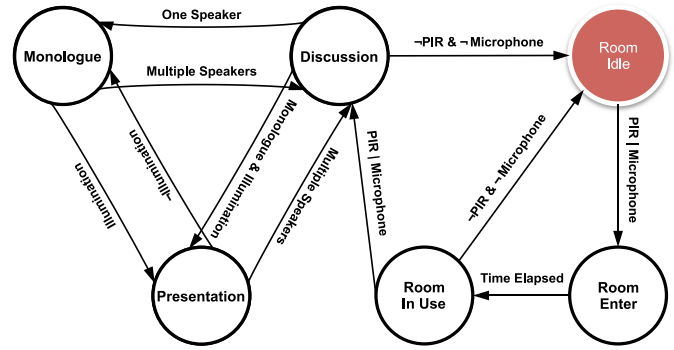 One Speaker
Monologue
Discussion
¬PIR & ¬ Microphone
Room
Idle
Multiple Speakers
Illumination
¬Illumination
Monologue & Illumination
Multiple Speakers
PIR | Microphone
¬PIR & ¬ Microphone
PIR | Microphone
Presentation
Room
In Use
Time Elapsed
Room
Enter